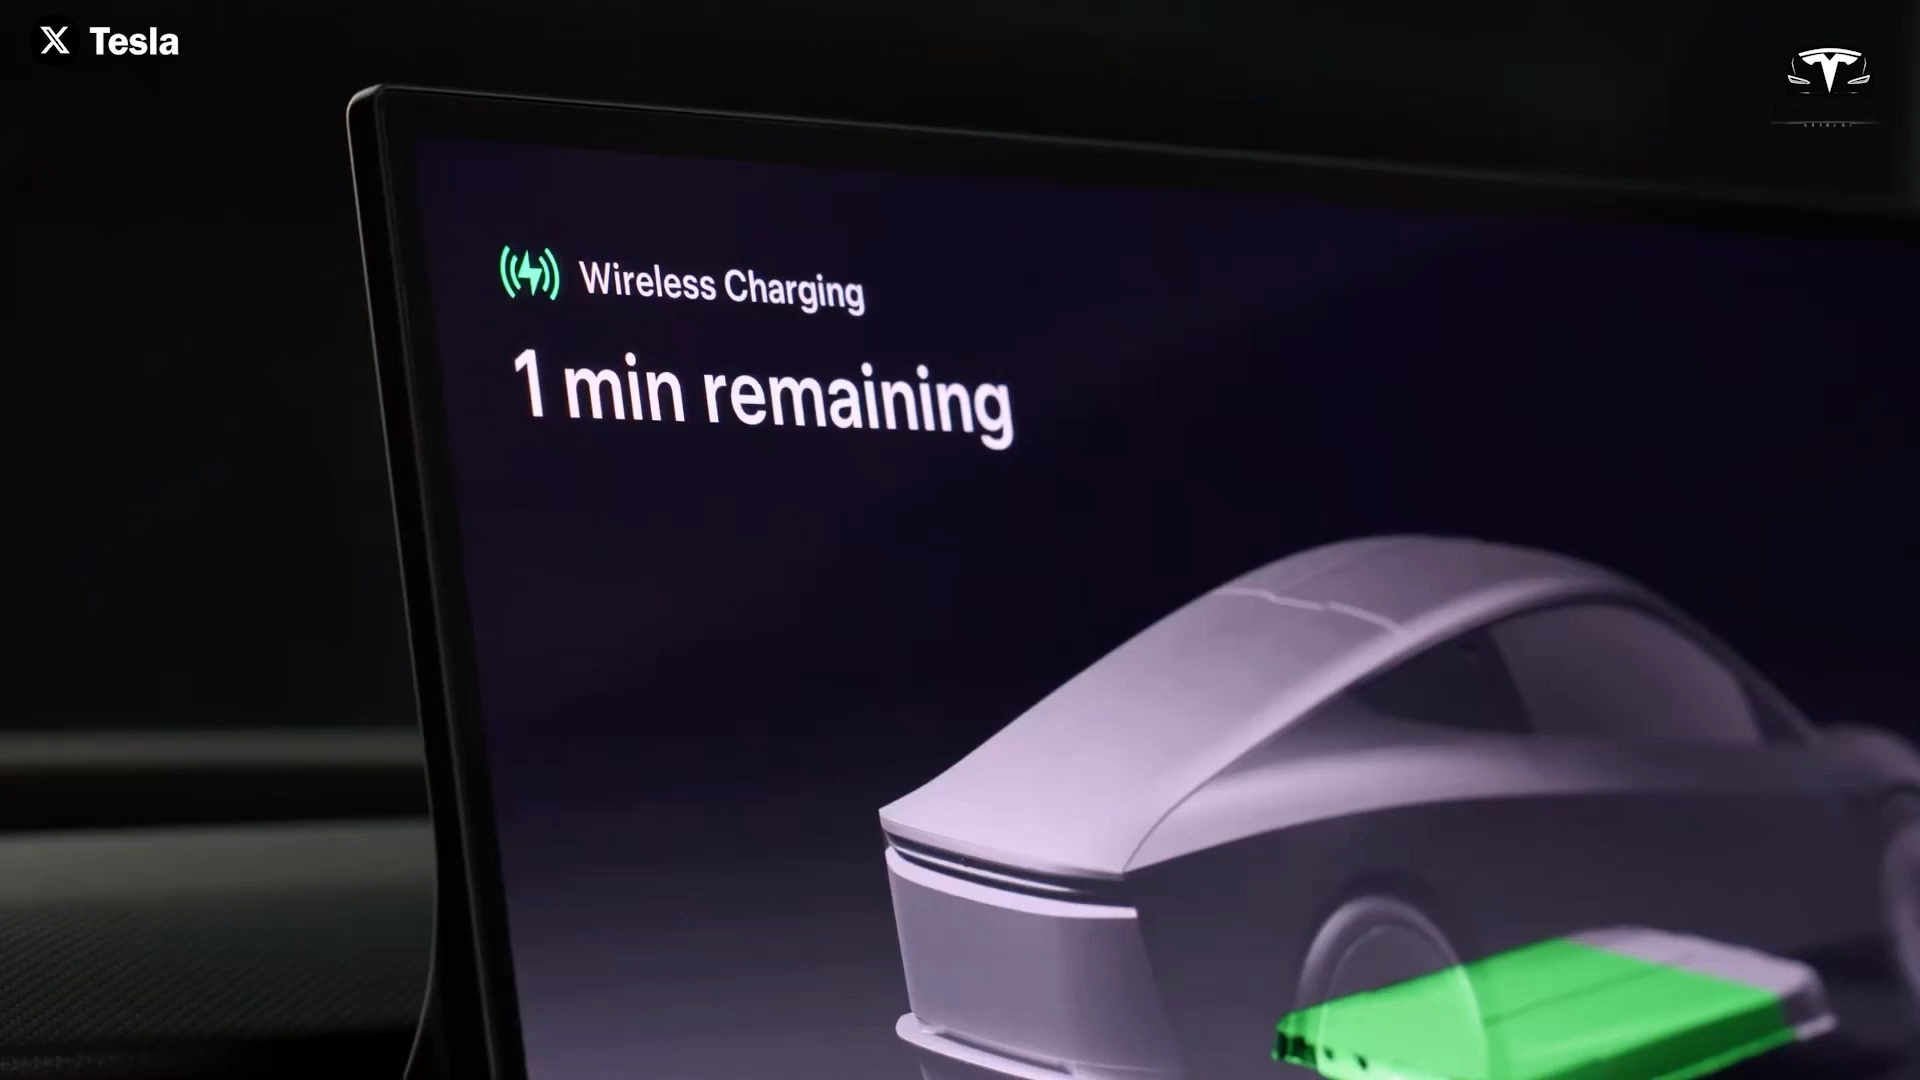 X Tesla
Wireless Charging
1 min remaining